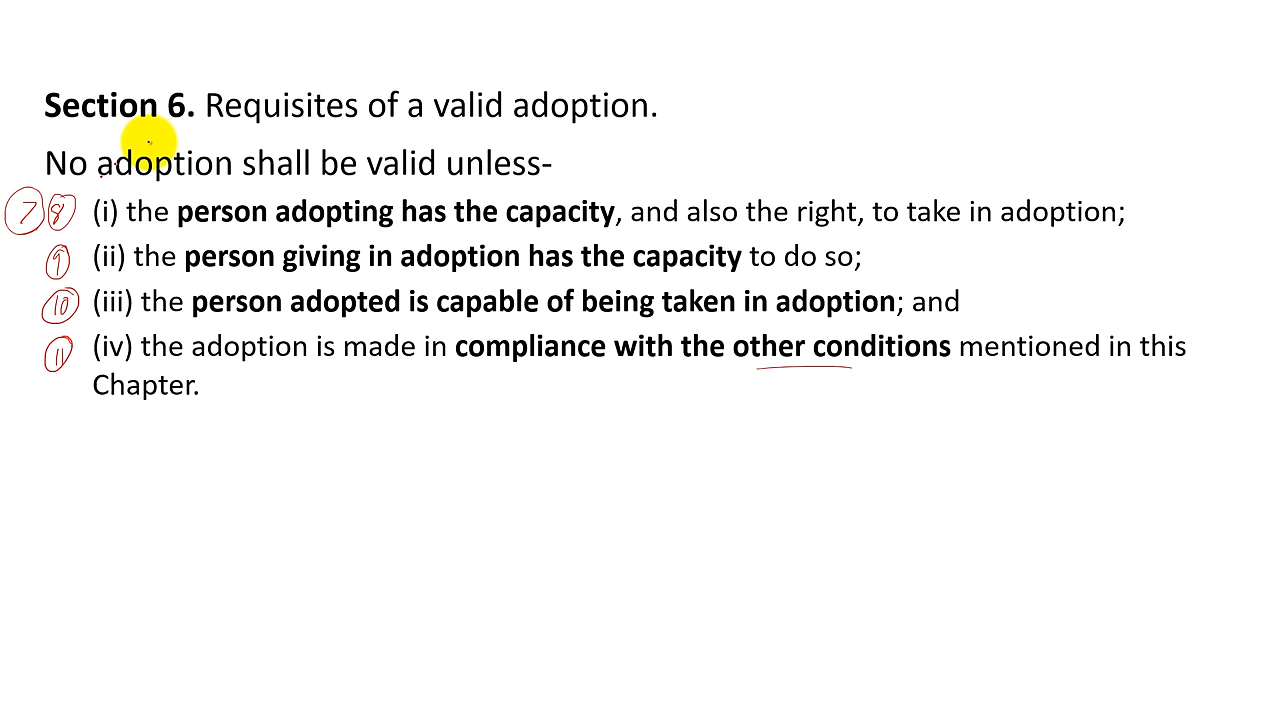 Section 6. Requisites of a valid adoption.
No adoption shall be valid unless-
7 8 (i) the person adopting has the capacity, and also the right, to take in adoption;
9 (ii) the person giving in adoption has the capacity to do so;
10 (iii) the person adopted is capable of being taken in adoption; and
11 (iv) the adoption is made in compliance with the other conditions mentioned in this
Chapter.